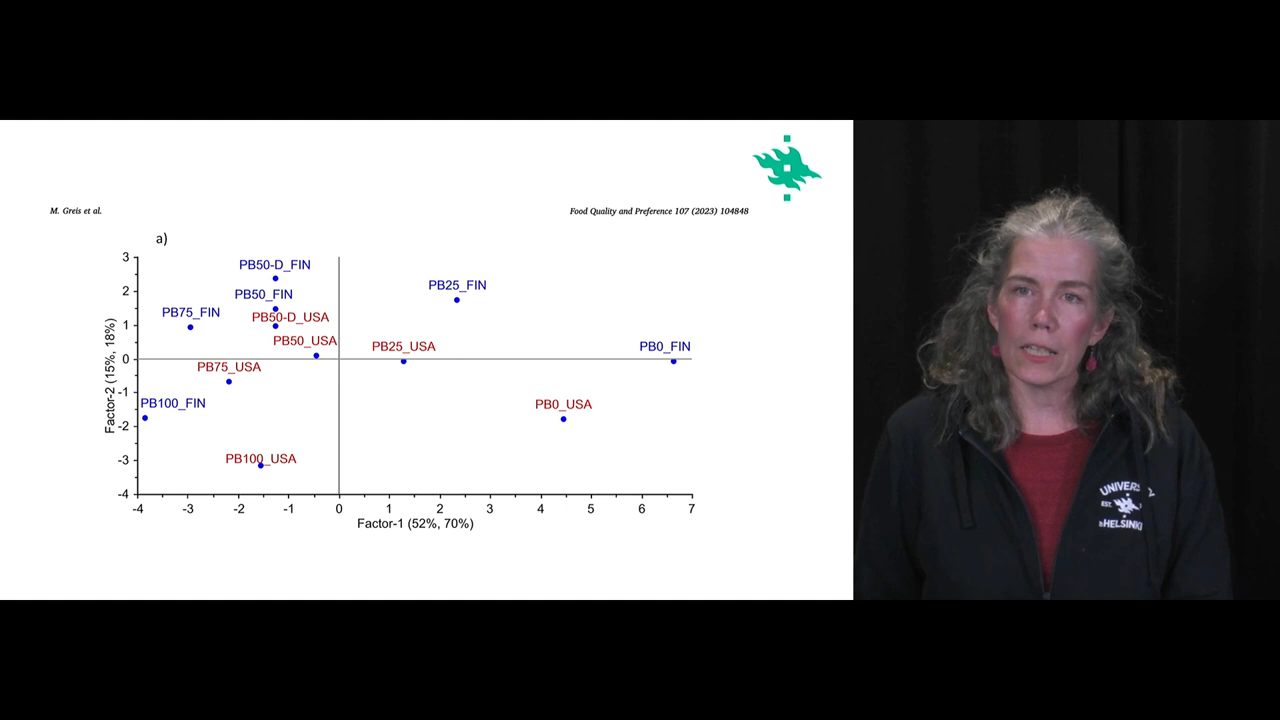 M. Greis et al.
Food Quality and Preference 107 (2023) 104848
a)
3
2
1
0
-1
-2
-3
-4
Factor-2 (15%, 18%)
PB50-D_FIN
PB25_FIN
PB50_FIN
PB75_FIN
PB50-D_USA
PB50_USA
PB25_USA
PB0_FIN
PB75_USA
PB100_FIN
PB0_USA
PB100_USA
-4 -3 -2 -1 0 1 2 3 4 5 6 7
Factor-1 (52%, 70%)
EST.
HELSINKI